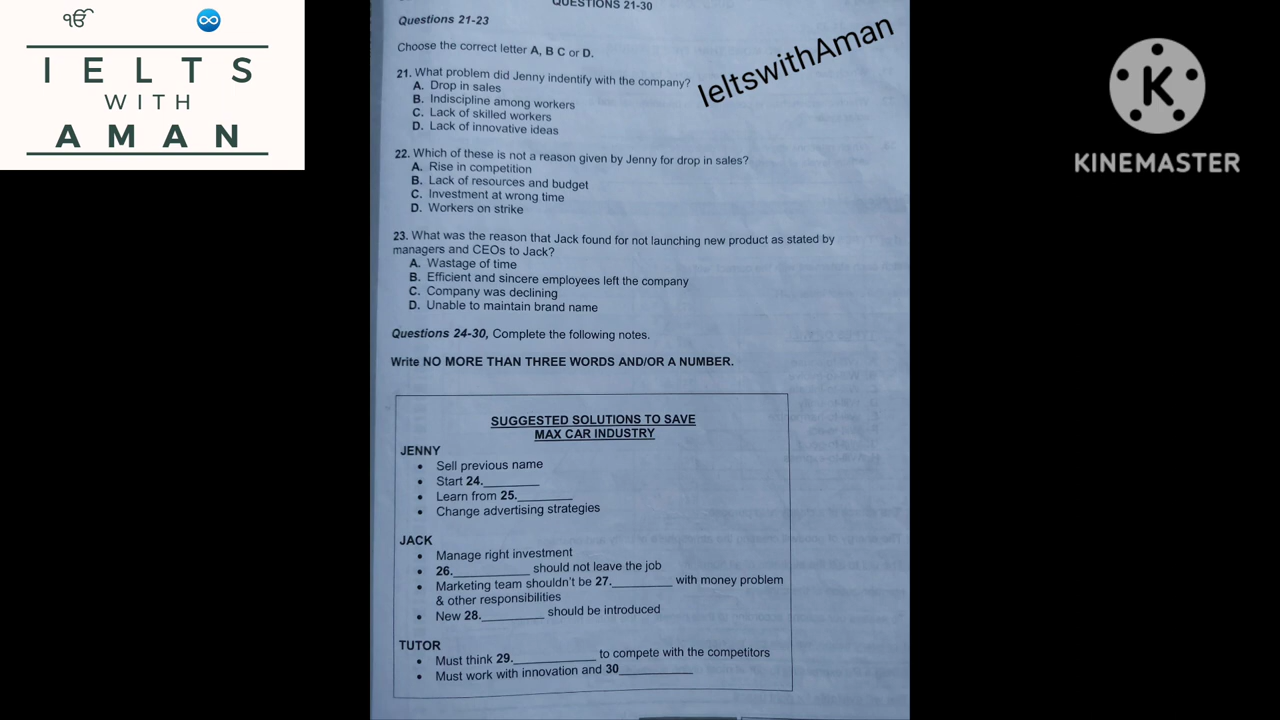 ੴ
IELTS
WITH
AMAN
QUESTIONS 21-30
Questions 21-23
IeltswithAman
KINEMASTER
Choose the correct letter A, B C or D.
21. What problem did Jenny indentify with the company?
A. Drop in sales
B. Indiscipline among workers
C. Lack of skilled workers
D. Lack of innovative ideas
22. Which of these is not a reason given by Jenny for drop in sales?
A. Rise in competition
B. Lack of resources and budget
C. Investment at wrong time
D. Workers on strike
23. What was the reason that Jack found for not launching new product as stated by
managers and CEOs to Jack?
A. Wastage of time
B. Efficient and sincere employees left the company
C. Company was declining
D. Unable to maintain brand name
Questions 24-30, Complete the following notes.
Write NO MORE THAN THREE WORDS AND/OR A NUMBER.
SUGGESTED SOLUTIONS TO SAVE
MAX CAR INDUSTRY
JENNY
• Sell previous name
• Start 24.________
• Learn from 25.________
• Change advertising strategies
JACK
• Manage right investment
• 26.___________ should not leave the job
• Marketing team shouldn't be 27.________ with money problem
& other responsibilities
• New 28.________ should be introduced
TUTOR
• Must think 29.____________ to compete with the competitors
• Must work with innovation and 30__________